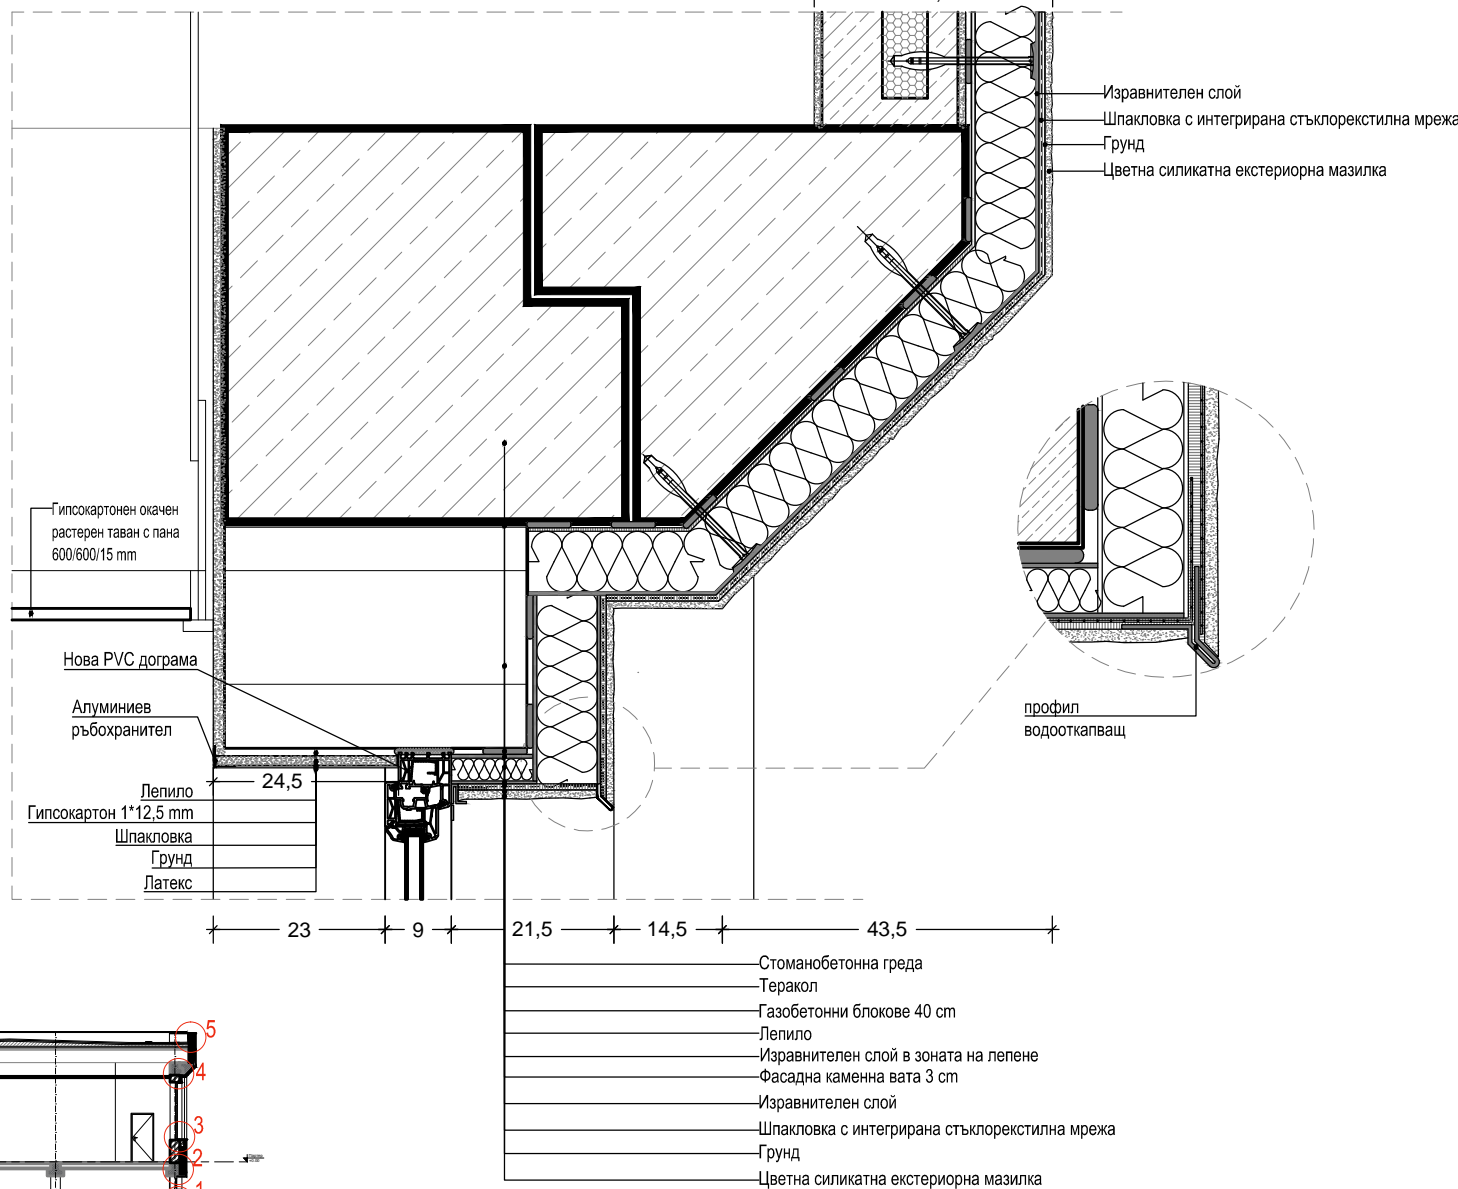 Изравнителен слой
Шпакловка с интегрирана стъклорекстилна мрежа
Грунд
Цветна силикатна екстериорна мазилка
Гипсокартонен окачен
растерен таван с пана
600/600/15 mm
Нова PVC дограма
Алуминиев
ръбохранител
24,5
Лепило
Гипсокартон 1*12,5 mm
Шпакловка
Грунд
Латекс
профил
водооткапващ
23
9
21,5
14,5
43,5
Стоманобетонна греда
Теракол
Газобетонни блокове 40 cm
Лепило
Изравнителен слой в зоната на лепене
Фасадна каменна вата 3 cm
Изравнителен слой
Шпакловка с интегрирана стъклорекстилна мрежа
Грунд
Цветна силикатна екстериорна мазилка
5
4
3
2
1